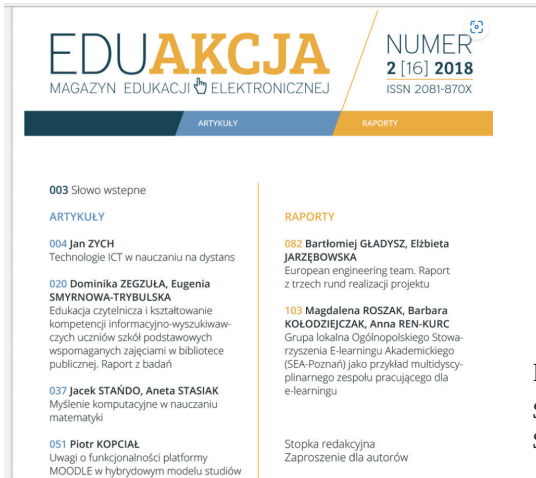 EDUAKCJA
MAGAZYN EDUKACJI ELEKTRONICZNEJ
NUMER
2 [16] 2018
ISSN 2081-870X
ARTYKUŁY
RAPORTY
003 Słowo wstepne
ARTYKUŁY
004 Jan ZYCH
Technologie ICT w nauczaniu na dystans
020 Dominika ZEGZUŁA, Eugenia
SMYRNOWA-TRYBULSKA
Edukacja czytelnicza i kształtowanie
kompetencji informacyjno-wyszukiwaw-
czych uczniów szkół podstawowych
wspomaganych zajęciami w bibliotece
publicznej. Raport z badań
037 Jacek STAŃDO, Aneta STASIAK
Myślenie komputacyjne w nauczaniu
matematyki
051 Piotr KOPCIAŁ
Uwagi o funkcjonalności platformy
MOODLE w hybrydowym modelu studiów
RAPORTY
082 Bartłomiej GŁADYSZ, Elżbieta
JARZĘBOWSKA
European engineering team. Raport
z trzech rund realizacji projektu
103 Magdalena ROSZAK, Barbara
KOŁODZIEJCZAK, Anna REN-KURC
Grupa lokalna Ogólnopolskiego Stowa-
rzyszenia E-learningu Akademickiego
(SEA-Poznań) jako przykład multidyscy-
plinarnego zespołu pracującego dla
e-learningu
Stopka redakcyjna
Zaproszenie dla autorów